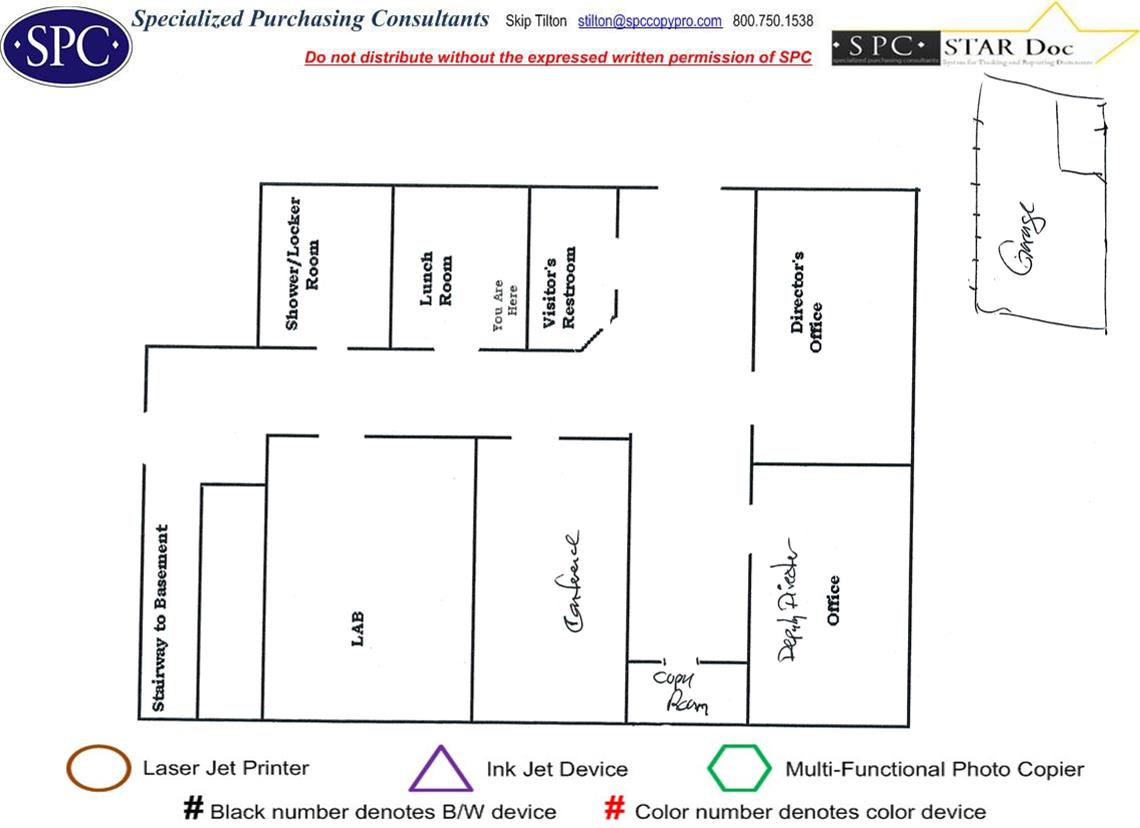 SPC
Specialized Purchasing Consultants Skip Tilton stilton@spccopypro.com 800.750.1538
Do not distribute without the expressed written permission of SPC
SPC STAR Doc
specialized purchasing consultants System for Tracking and Reporting Documents
Garage
Shower/Locker
Room
Lunch
Room
You Are
Here
Visitor's
Restroom
Director's
Office
Stairway to Basement
LAB
Conference
Deputy Director
Office
Copy
Room
Laser Jet Printer
Ink Jet Device
Multi-Functional Photo Copier
# Black number denotes B/W device
# Color number denotes color device